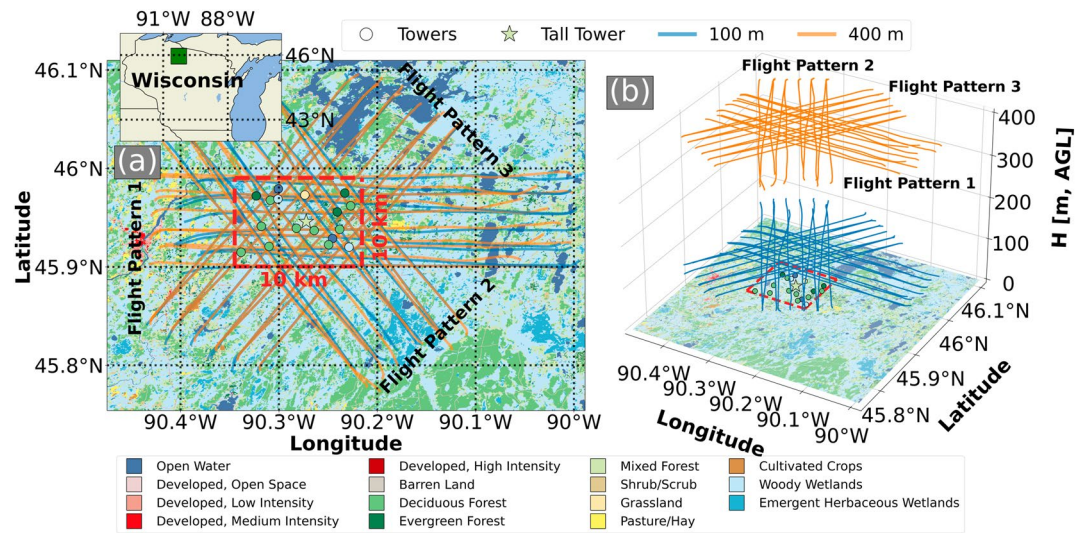 91°W 88°W
46°N
43°N
Wisconsin
Towers Tall Tower 100 m 400 m
(a)
46.1°N
46°N
45.9°N
45.8°N
Latitude
90.4°W 90.3°W 90.2°W 90.1°W 90°W
Longitude
Flight Pattern 1
Flight Pattern 2
Flight Pattern 3
10 km
10 km
(b)
Flight Pattern 2
Flight Pattern 3
Flight Pattern 1
400
300
200
100
0
H [m, AGL]
46.1°N
46°N
45.9°N
45.8°N
Latitude
90.4°W
90.3°W
90.2°W
90.1°W
90°W
Longitude
Open Water
Developed, Open Space
Developed, Low Intensity
Developed, Medium Intensity
Developed, High Intensity
Barren Land
Deciduous Forest
Evergreen Forest
Mixed Forest
Shrub/Scrub
Grassland
Pasture/Hay
Cultivated Crops
Woody Wetlands
Emergent Herbaceous Wetlands